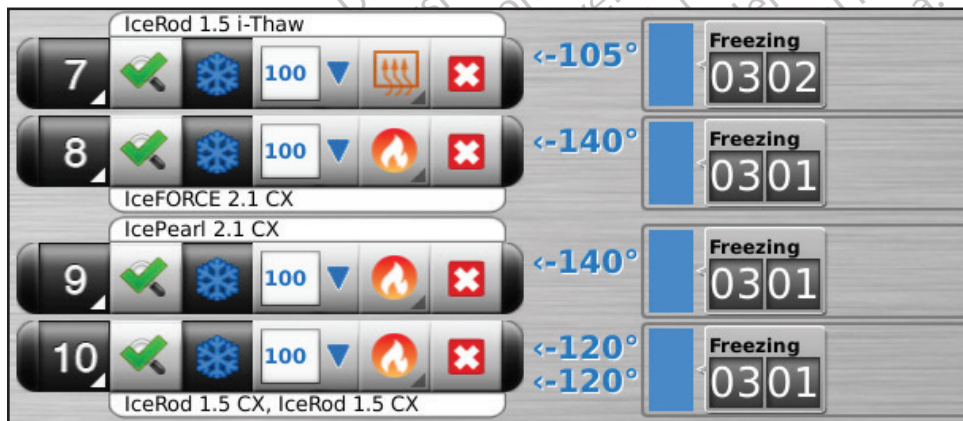 IceRod 1.5 i-Thaw
7 100 <-105° Freezing 03 02
8 100 <-140° Freezing 03 01
IceFORCE 2.1 CX
IcePearl 2.1 CX
9 100 <-140° Freezing 03 01
10 100 <-120° Freezing 03 01
<-120°
IceRod 1.5 CX, IceRod 1.5 CX